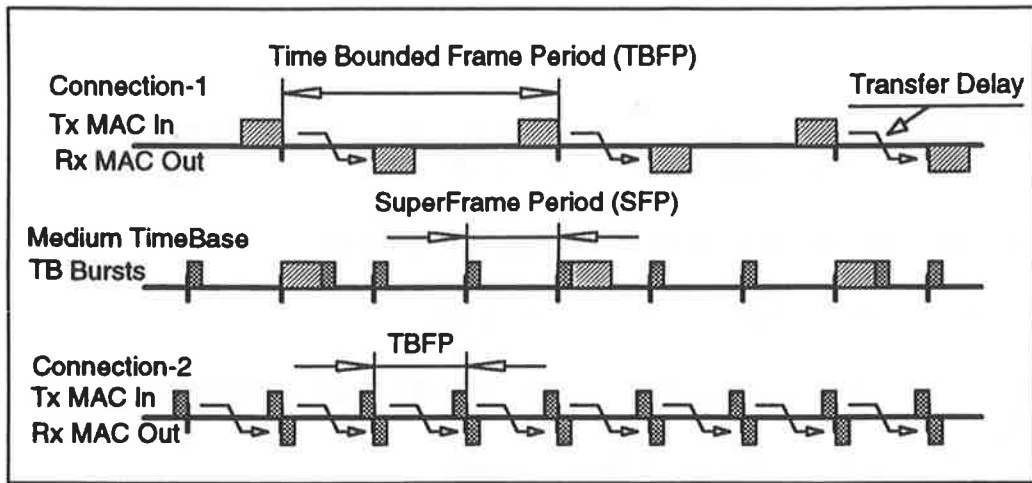 Time Bounded Frame Period (TBFP)
Connection-1
Transfer Delay
Tx MAC In
Rx MAC Out
SuperFrame Period (SFP)
Medium TimeBase
TB Bursts
TBFP
Connection-2
Tx MAC In
Rx MAC Out